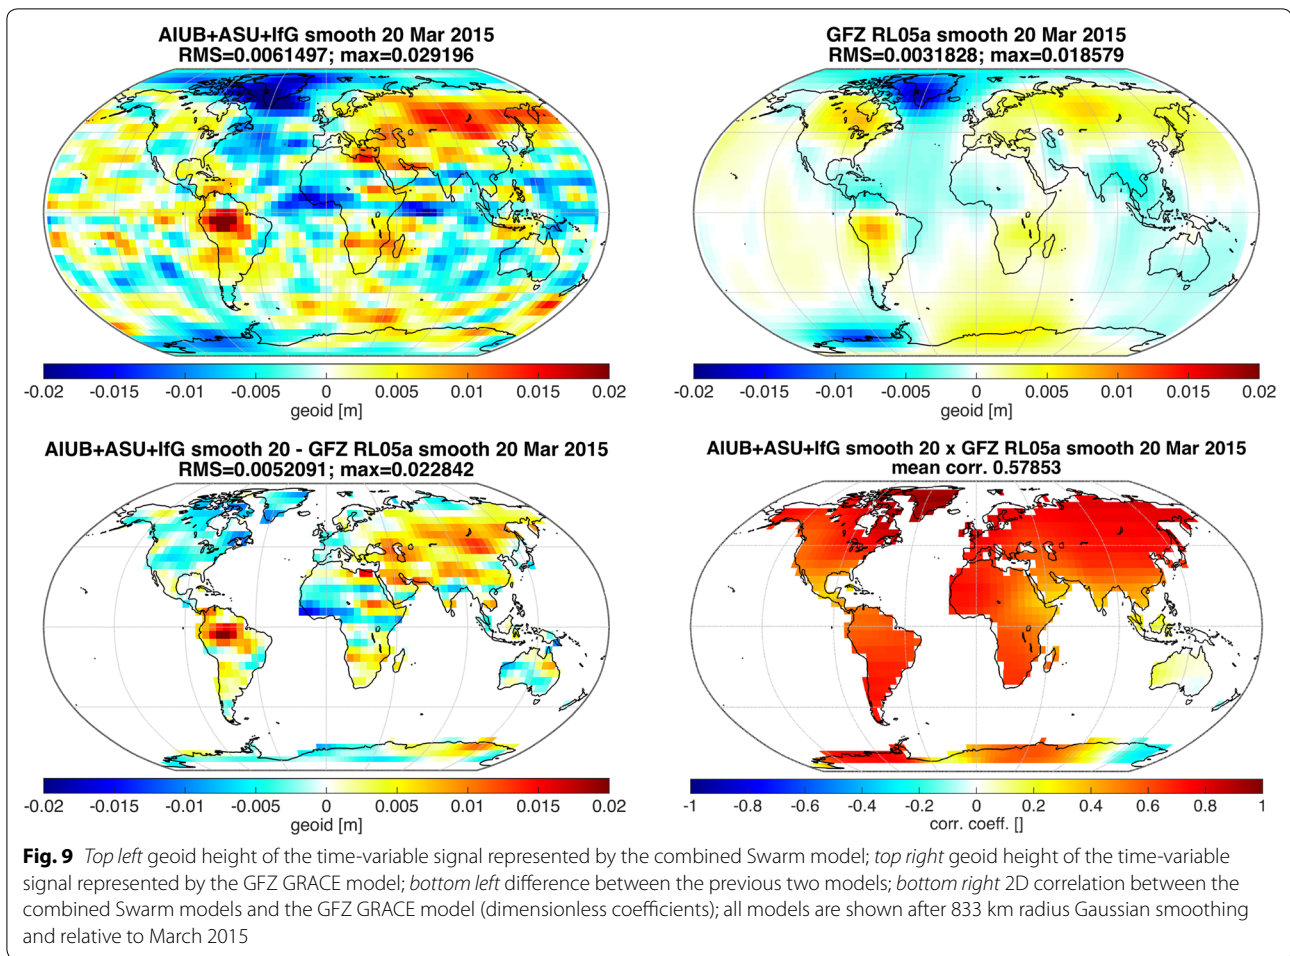 AIUB+ASU+IfG smooth 20 Mar 2015
RMS=0.0061497; max=0.029196
-0.02 -0.015 -0.01 -0.005 0 0.005 0.01 0.015 0.02
geoid [m]
GFZ RL05a smooth 20 Mar 2015
RMS=0.0031828; max=0.018579
-0.02 -0.015 -0.01 -0.005 0 0.005 0.01 0.015 0.02
geoid [m]
AIUB+ASU+IfG smooth 20 - GFZ RL05a smooth 20 Mar 2015
RMS=0.0052091; max=0.022842
-0.02 -0.015 -0.01 -0.005 0 0.005 0.01 0.015 0.02
geoid [m]
AIUB+ASU+IfG smooth 20 x GFZ RL05a smooth 20 Mar 2015
mean corr. 0.57853
-1 -0.8 -0.6 -0.4 -0.2 0 0.2 0.4 0.6 0.8 1
corr. coeff. []
Fig. 9 Top left geoid height of the time-variable signal represented by the combined Swarm model; top right geoid height of the time-variable
signal represented by the GFZ GRACE model; bottom left difference between the previous two models; bottom right 2D correlation between the
combined Swarm models and the GFZ GRACE model (dimensionless coefficients); all models are shown after 833 km radius Gaussian smoothing
and relative to March 2015